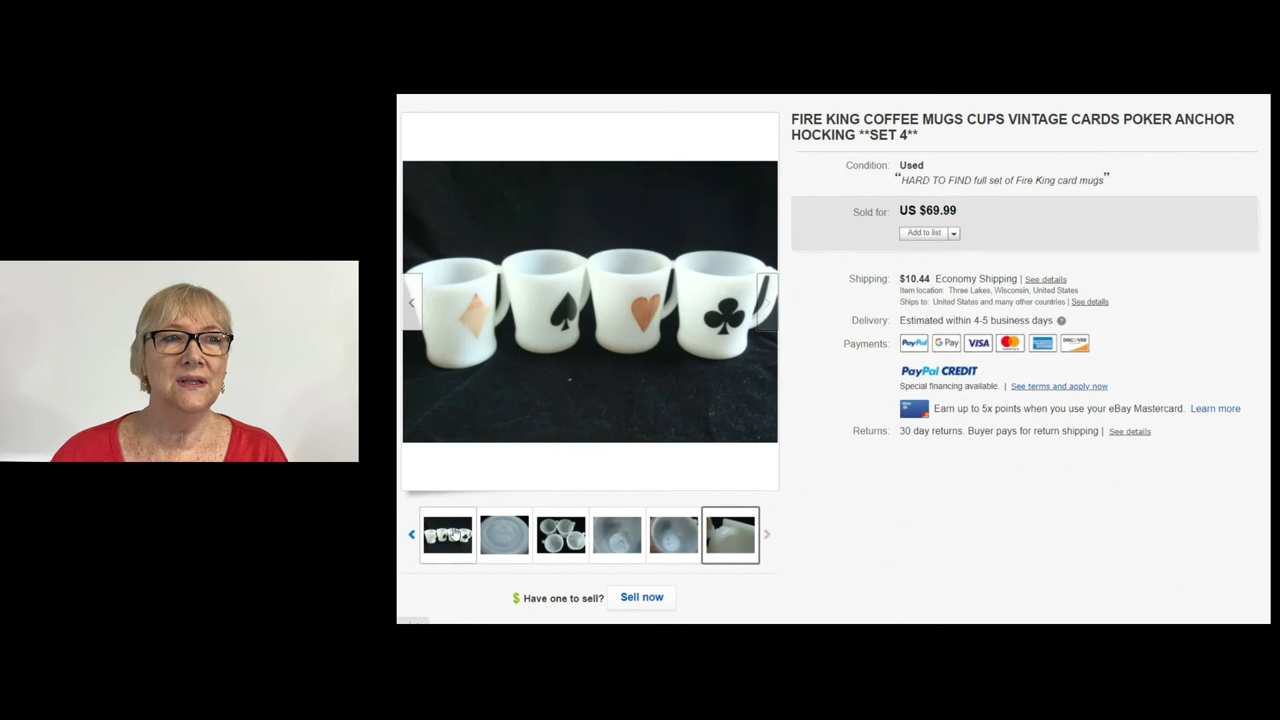 FIRE KING COFFEE MUGS CUPS VINTAGE CARDS POKER ANCHOR
HOCKING **SET 4**
Condition: Used
“HARD TO FIND full set of Fire King card mugs”
Sold for: US $69.99
Add to list
Shipping: $10.44 Economy Shipping | See details
Item location: Three Lakes, Wisconsin, United States
Ships to: United States and many other countries | See details
Delivery: Estimated within 4-5 business days
Payments: PayPal G Pay VISA DISCOVER
PayPal CREDIT
Special financing available. | See terms and apply now
Earn up to 5x points when you use your eBay Mastercard. Learn more
Returns: 30 day returns. Buyer pays for return shipping | See details
$ Have one to sell? Sell now